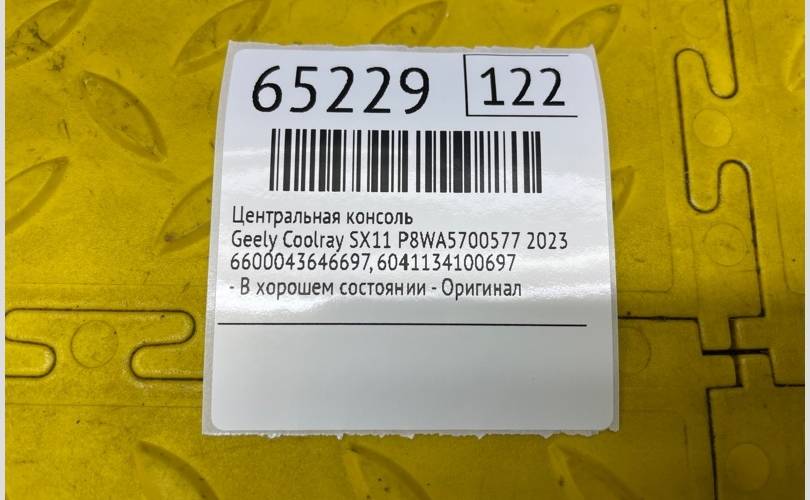 65229
122
Центральная консоль
Geely Coolray SX11 P8WA5700577 2023
6600043646697, 6041134100697
- В хорошем состоянии - Оригинал